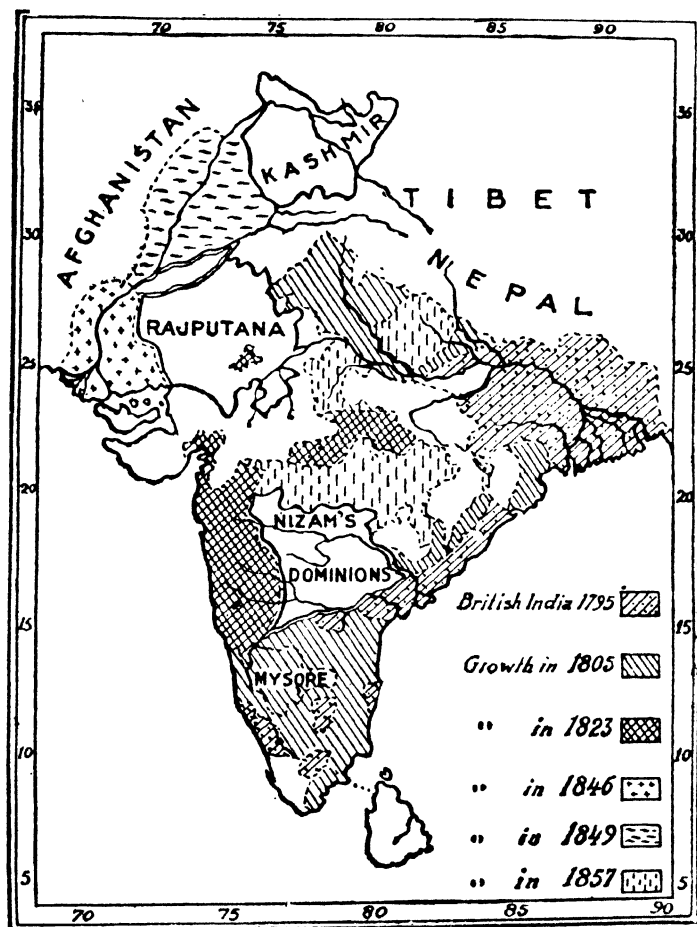 70 75 80 85 90
35 36
AFGHANISTAN
KASHMIR
TIBET
30 30
NEPAL
RAJPUTANA
25 25
20 20
NIZAM'S
DOMINIONS
British India 1795
15 15
Growth in 1805
MYSORE
" in 1823
10 10
" in 1846
" in 1849
5 5
" in 1857
70 75 80 85 90